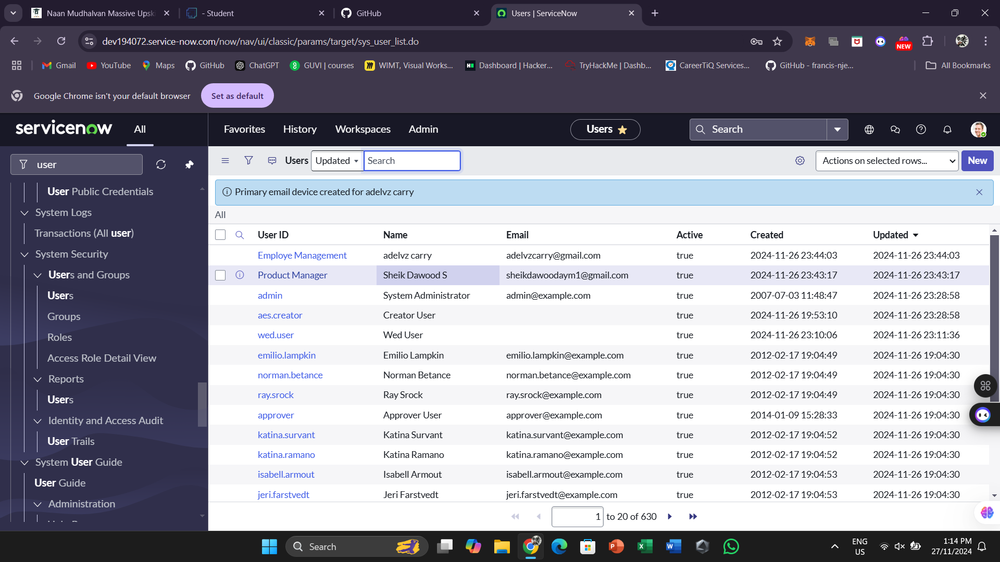 Naan Mudhalvan Massive Upsk
- Student
GitHub
Users | ServiceNow
dev194072.service-now.com/now/nav/ui/classic/params/target/sys_user_list.do
NEW
Gmail
YouTube
Maps
GitHub
ChatGPT
GUVI | courses
WIMT, Visual Works...
Dashboard | Hacker...
TryHackMe | Dashb...
CareerTiQ Services...
GitHub - francis-nje...
All Bookmarks
Google Chrome isn't your default browser
Set as default
servicenow
All
Favorites
History
Workspaces
Admin
Users
Search
user
User Public Credentials
System Logs
Transactions (All user)
System Security
Users and Groups
Users
Groups
Roles
Access Role Detail View
Reports
Users
Identity and Access Audit
User Trails
System User Guide
User Guide
Administration
Users Updated Search
Actions on selected rows...
New
Primary email device created for adelvz carry
All
User ID Name Email Active Created Updated
Employe Management adelvz carry adelvzcarry@gmail.com true 2024-11-26 23:44:03 2024-11-26 23:44:03
Product Manager Sheik Dawood S sheikdawoodaym1@gmail.com true 2024-11-26 23:43:17 2024-11-26 23:43:17
admin System Administrator admin@example.com true 2007-07-03 11:48:47 2024-11-26 23:28:58
aes.creator Creator User true 2024-11-26 19:53:10 2024-11-26 23:28:58
wed.user Wed User true 2024-11-26 23:10:06 2024-11-26 23:11:36
emilio.lampkin Emilio Lampkin emilio.lampkin@example.com true 2012-02-17 19:04:49 2024-11-26 19:04:30
norman.betance Norman Betance norman.betance@example.com true 2012-02-17 19:04:49 2024-11-26 19:04:30
ray.srock Ray Srock ray.srock@example.com true 2012-02-17 19:04:49 2024-11-26 19:04:30
approver Approver User approver@example.com true 2014-01-09 15:28:33 2024-11-26 19:04:30
katina.survant Katina Survant katina.survant@example.com true 2012-02-17 19:04:52 2024-11-26 19:04:30
katina.ramano Katina Ramano katina.ramano@example.com true 2012-02-17 19:04:52 2024-11-26 19:04:30
isabell.armout Isabell Armout isabell.armout@example.com true 2012-02-17 19:04:53 2024-11-26 19:04:30
jeri.farstvedt Jeri Farstvedt jeri.farstvedt@example.com true 2012-02-17 19:04:53 2024-11-26 19:04:30
1 to 20 of 630
Search
ENG
US
1:14 PM
27/11/2024